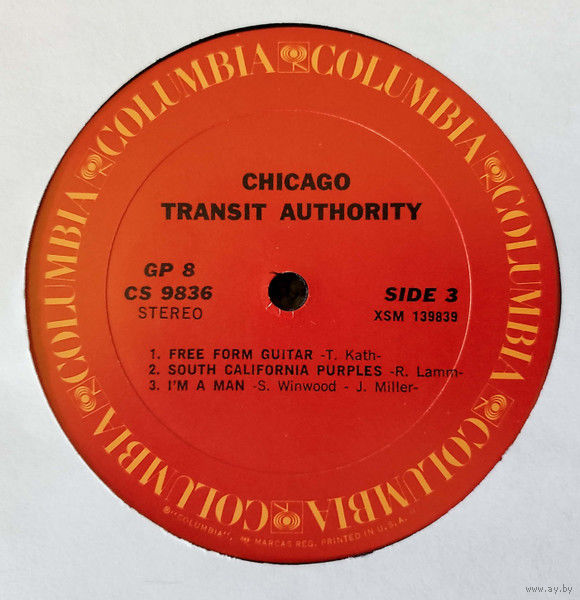 COLUMBIA COLUMBIA COLUMBIA COLUMBIA COLUMBIA COLUMBIA COLUMBIA COLUMBIA
CHICAGO
TRANSIT AUTHORITY
GP 8
CS 9836
STEREO
SIDE 3
XSM 139839
1. FREE FORM GUITAR -T. Kath-
2. SOUTH CALIFORNIA PURPLES -R. Lamm-
3. I'M A MAN -S. Winwood - J. Miller-
®"COLUMBIA", MARCAS REG. PRINTED IN U.S.A.
www.ay.by